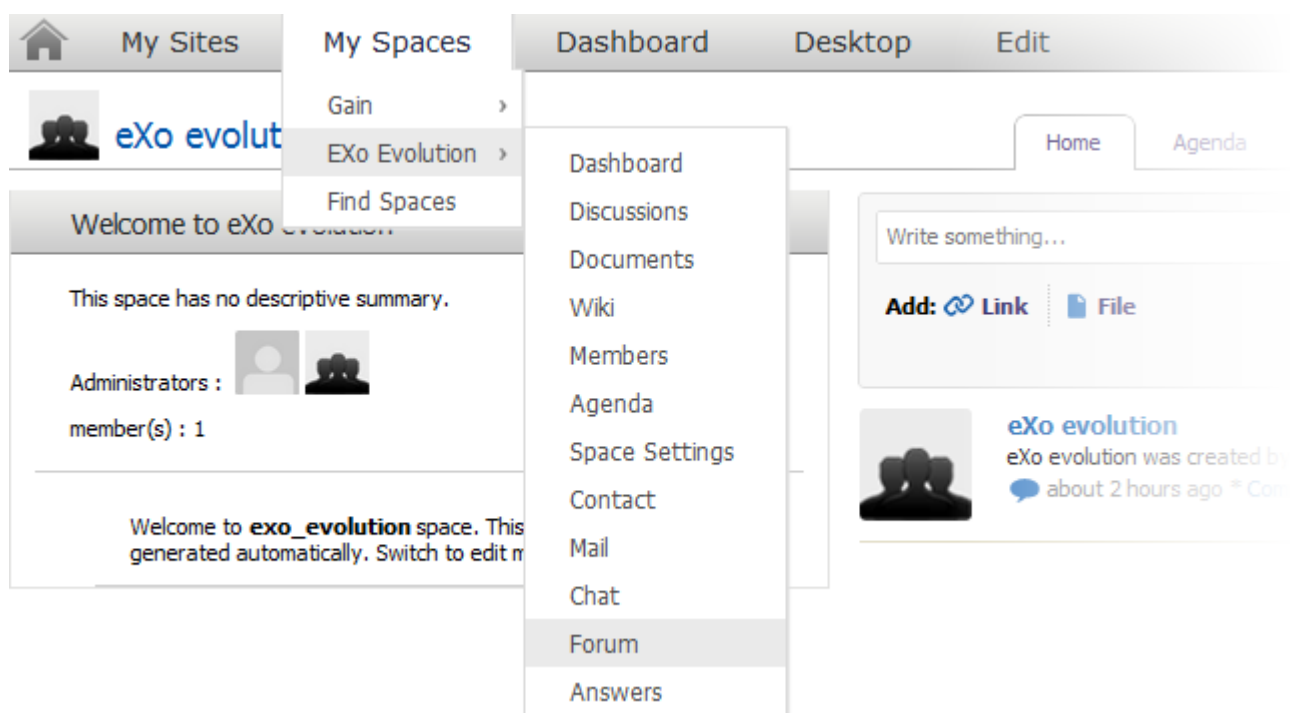 My Sites My Spaces Dashboard Desktop Edit
Gain
EXo Evolution
Find Spaces
Dashboard
Discussions
Documents
Wiki
Members
Agenda
Space Settings
Contact
Mail
Chat
Forum
Answers
eXo evolut
Home Agenda
Welcome to eXo evolution
This space has no descriptive summary.
Administrators :
member(s) : 1
Welcome to exo_evolution space. This
generated automatically. Switch to edit m
Write something...
Add: Link File
eXo evolution
eXo evolution was created by
about 2 hours ago * Com